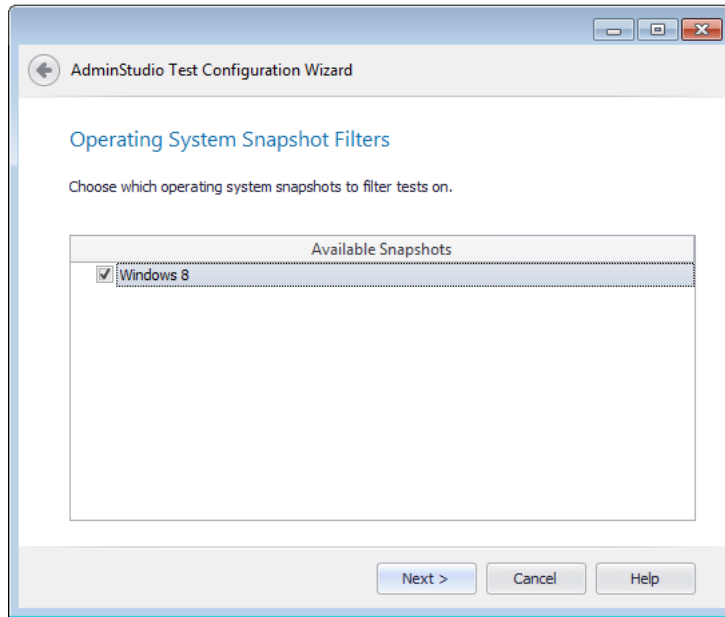 AdminStudio Test Configuration Wizard
Operating System Snapshot Filters
Choose which operating system snapshots to filter tests on.
Available Snapshots
Windows 8
Next >
Cancel
Help